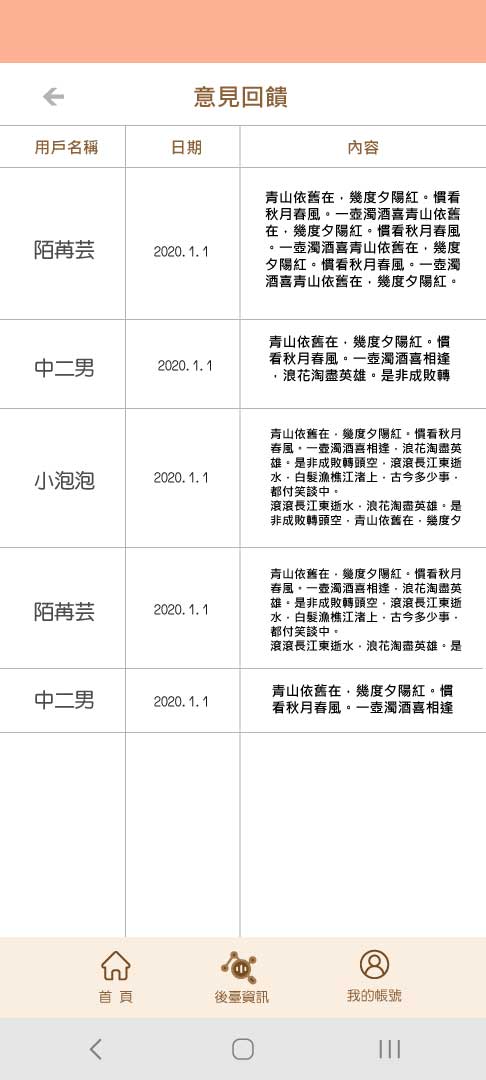 意見回饋
用戶名稱 日期 內容
青山依舊在，幾度夕陽紅。慣看
秋月春風。一壺濁酒喜青山依舊
在，幾度夕陽紅。慣看秋月春風
。一壺濁酒喜青山依舊在，幾度
夕陽紅。慣看秋月春風。一壺濁
酒喜青山依舊在，幾度夕陽紅。
陌苒芸 2020.1.1
青山依舊在，幾度夕陽紅。慣
看秋月春風。一壺濁酒喜相逢
，浪花淘盡英雄。是非成敗轉
中二男 2020.1.1
青山依舊在，幾度夕陽紅。慣看秋月
春風。一壺濁酒喜相逢，浪花淘盡英
雄。是非成敗轉頭空，滾滾長江東逝
水，白髮漁樵江渚上，古今多少事，
都付笑談中。
滾滾長江東逝水，浪花淘盡英雄。是
非成敗轉頭空，青山依舊在，幾度夕
小泡泡 2020.1.1
青山依舊在，幾度夕陽紅。慣看秋月
春風。一壺濁酒喜相逢，浪花淘盡英
雄。是非成敗轉頭空，滾滾長江東逝
水，白髮漁樵江渚上，古今多少事，
都付笑談中。
滾滾長江東逝水，浪花淘盡英雄。是
陌苒芸 2020.1.1
青山依舊在，幾度夕陽紅。慣
看秋月春風。一壺濁酒喜相逢
中二男 2020.1.1
首頁 後臺資訊 我的帳號